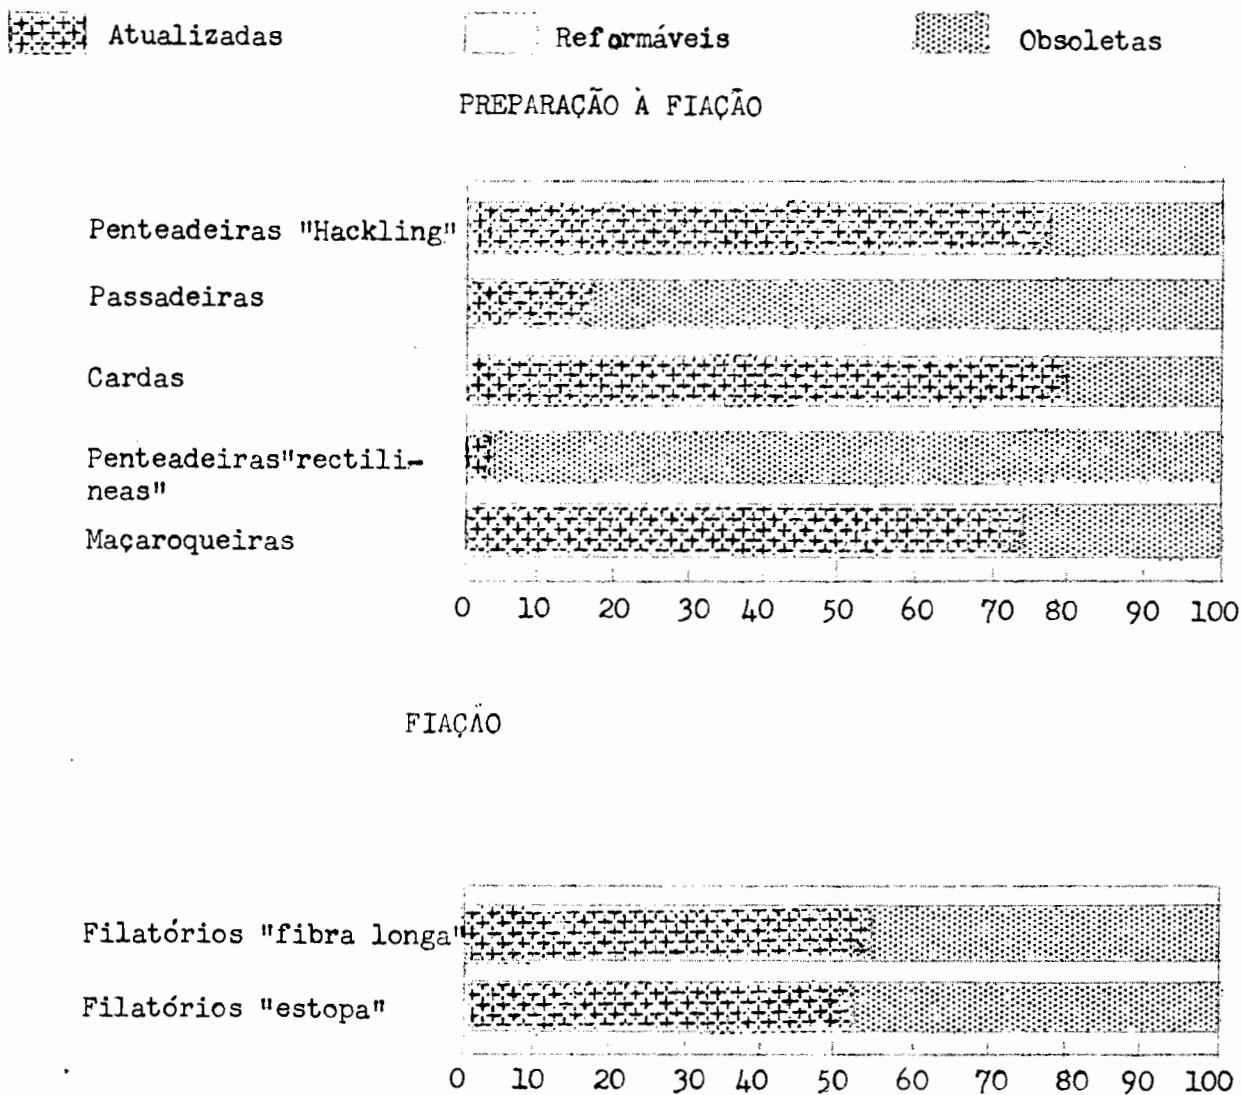 Atualizadas Reformáveis Obsoletas
PREPARAÇÃO À FIAÇÃO
Penteadeiras "Hackling"
Passadeiras
Cardas
Penteadeiras"rectili-
neas"
Maçaroqueiras
0 10 20 30 40 50 60 70 80 90 100
FIAÇÃO
Filatórios "fibra longa"
Filatórios "estopa"
0 10 20 30 40 50 60 70 80 90 100